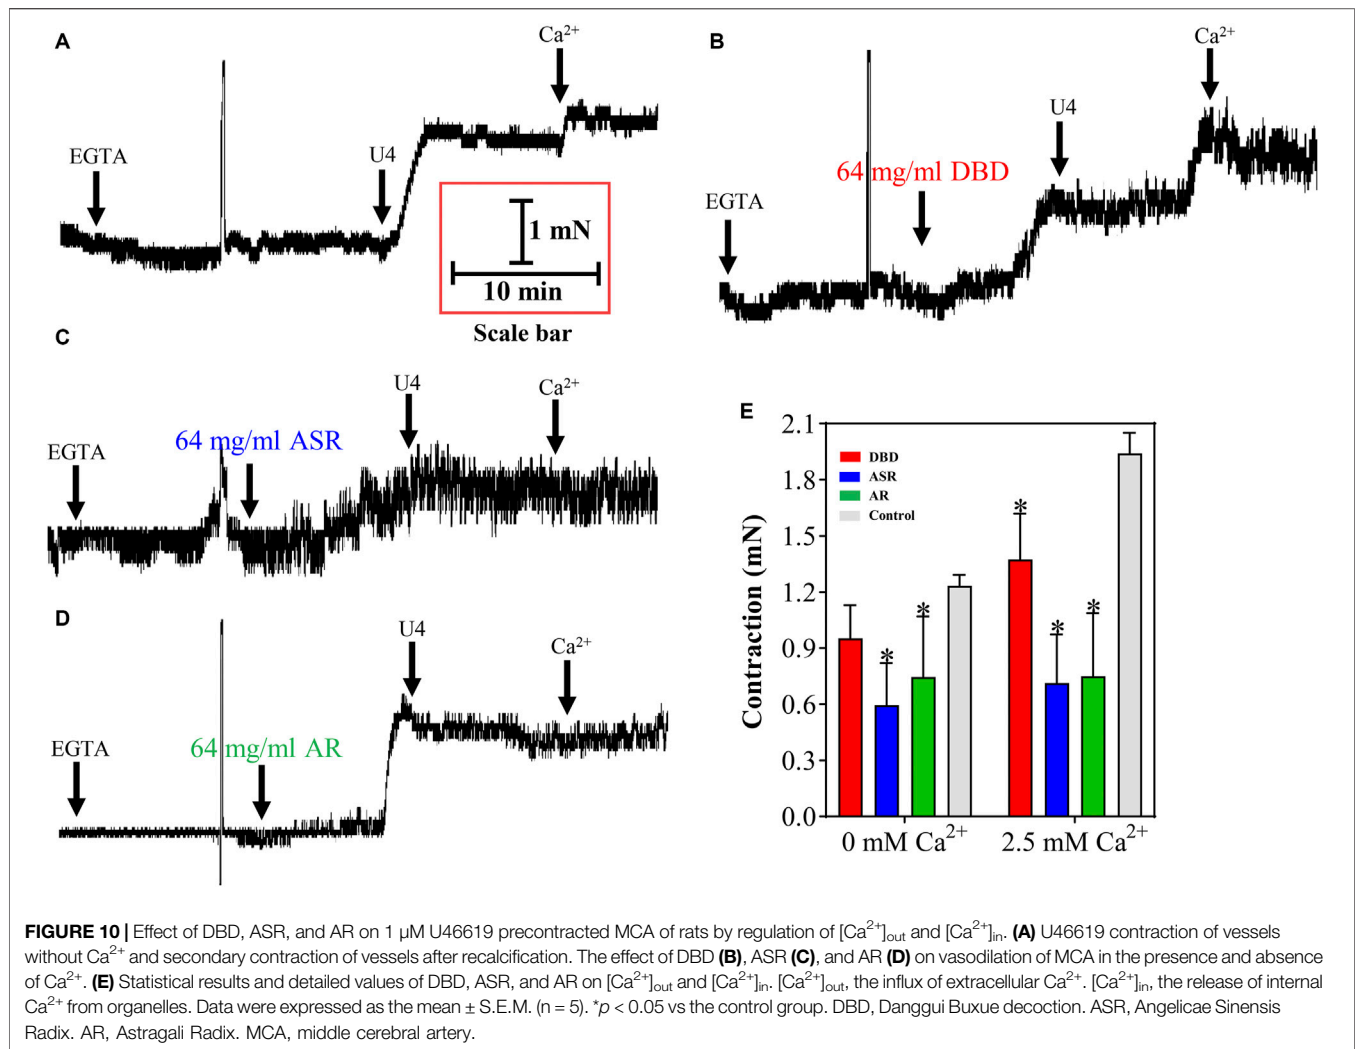 A
EGTA
U4
Ca²⁺
1 mN
10 min
Scale bar
B
EGTA
64 mg/ml DBD
U4
Ca²⁺
C
EGTA
64 mg/ml ASR
U4
Ca²⁺
D
EGTA
64 mg/ml AR
U4
Ca²⁺
E
Contraction (mN)
2.1
1.8
1.5
1.2
0.9
0.6
0.3
0.0
DBD
ASR
AR
Control
*
*
*
*
*
0 mM Ca²⁺
2.5 mM Ca²⁺
FIGURE 10 | Effect of DBD, ASR, and AR on 1 µM U46619 precontracted MCA of rats by regulation of [Ca²⁺]out and [Ca²⁺]in. (A) U46619 contraction of vessels
without Ca²⁺ and secondary contraction of vessels after recalcification. The effect of DBD (B), ASR (C), and AR (D) on vasodilation of MCA in the presence and absence
of Ca²⁺. (E) Statistical results and detailed values of DBD, ASR, and AR on [Ca²⁺]out and [Ca²⁺]in. [Ca²⁺]out, the influx of extracellular Ca²⁺. [Ca²⁺]in, the release of internal
Ca²⁺ from organelles. Data were expressed as the mean ± S.E.M. (n = 5). *p < 0.05 vs the control group. DBD, Danggui Buxue decoction. ASR, Angelicae Sinensis
Radix. AR, Astragali Radix. MCA, middle cerebral artery.